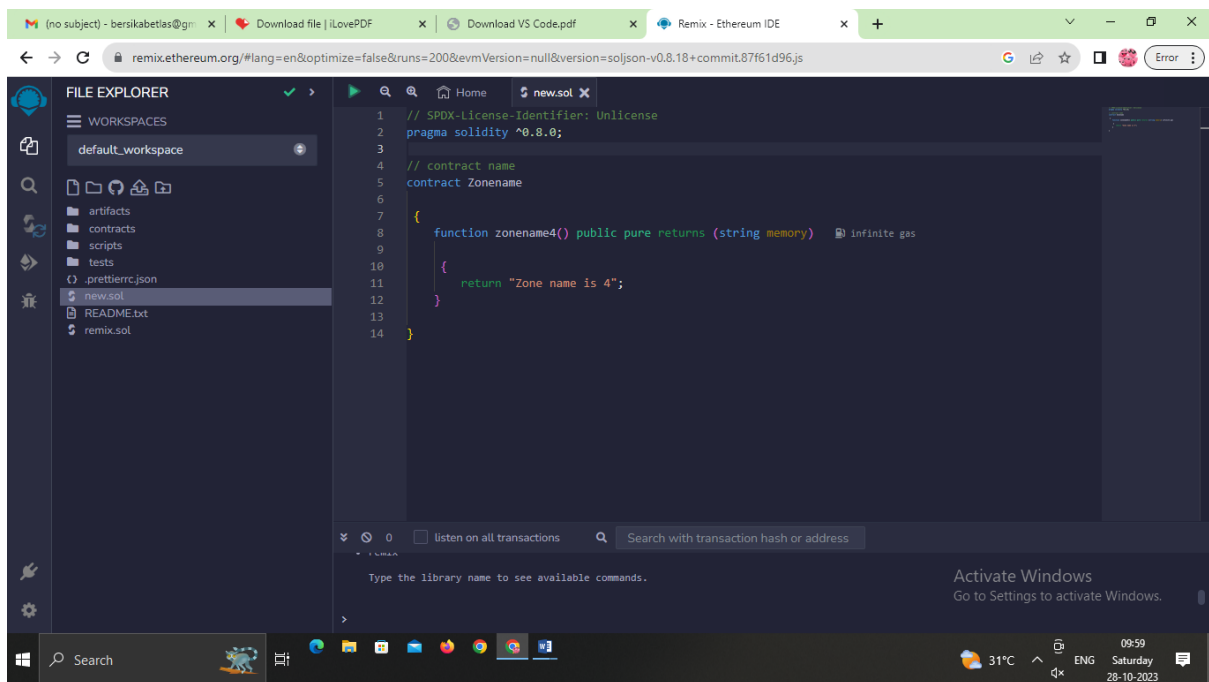 (no subject) - bersikabetlas@gm
Download file | iLovePDF
Download VS Code.pdf
Remix - Ethereum IDE
remix.ethereum.org/#lang=en&optimize=false&runs=200&evmVersion=null&version=soljson-v0.8.18+commit.87f61d96.js
Error
FILE EXPLORER
Home
new.sol
WORKSPACES
default_workspace
artifacts
contracts
scripts
tests
.prettierrc.json
new.sol
README.txt
remix.sol
1 // SPDX-License-Identifier: Unlicense
2 pragma solidity ^0.8.0;
3
4 // contract name
5 contract Zonename
6
7 {
8 function zonename4() public pure returns (string memory) infinite gas
9
10 {
11 return "Zone name is 4";
12 }
13
14 }
0 listen on all transactions Search with transaction hash or address
remix
Type the library name to see available commands.
>
Activate Windows
Go to Settings to activate Windows.
Search
31°C
ENG
09:59
Saturday
28-10-2023